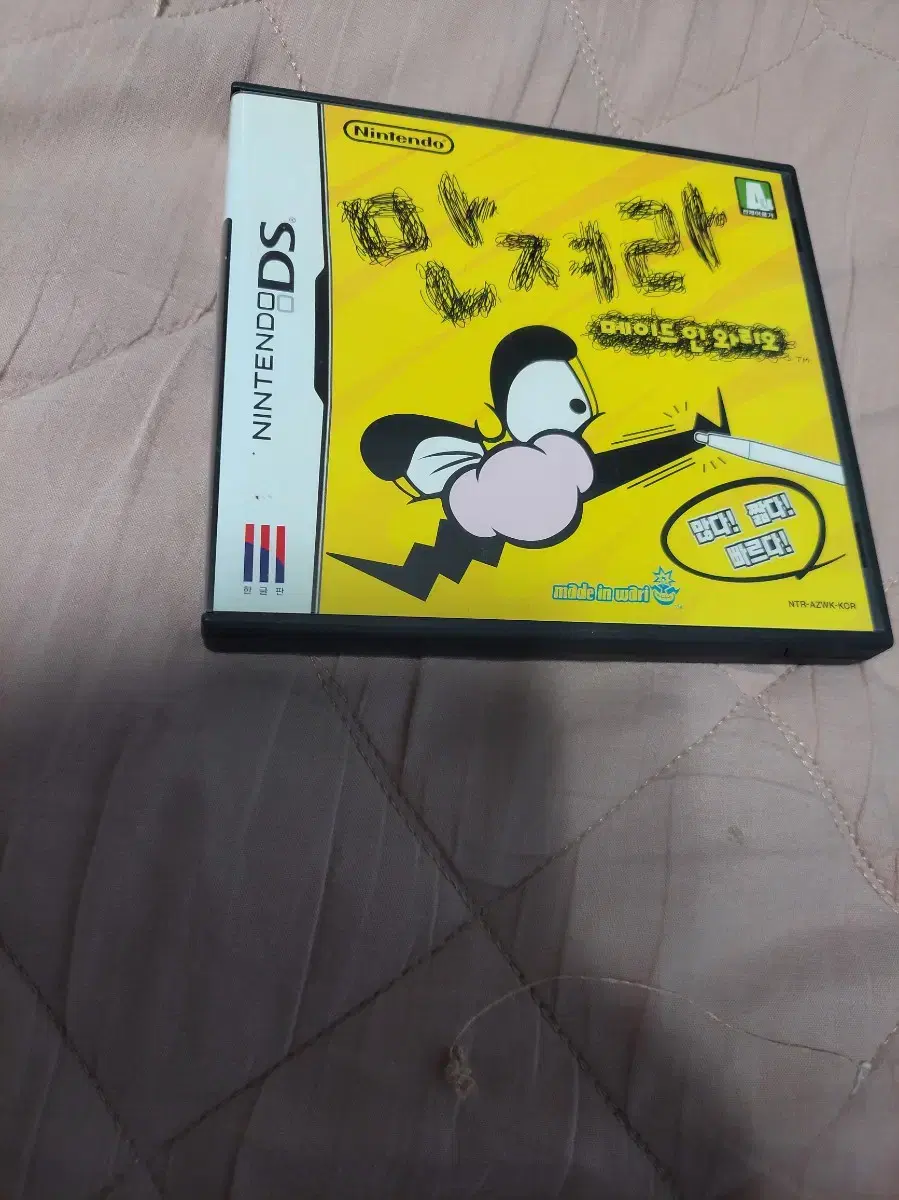 Nintendo®
NINTENDO DS®
만져라
메이드 인 와리오
TM
A
전체이용가
많다! 짧다!
빠르다!
made in wario
한글판
NTR-AZWK-KOR